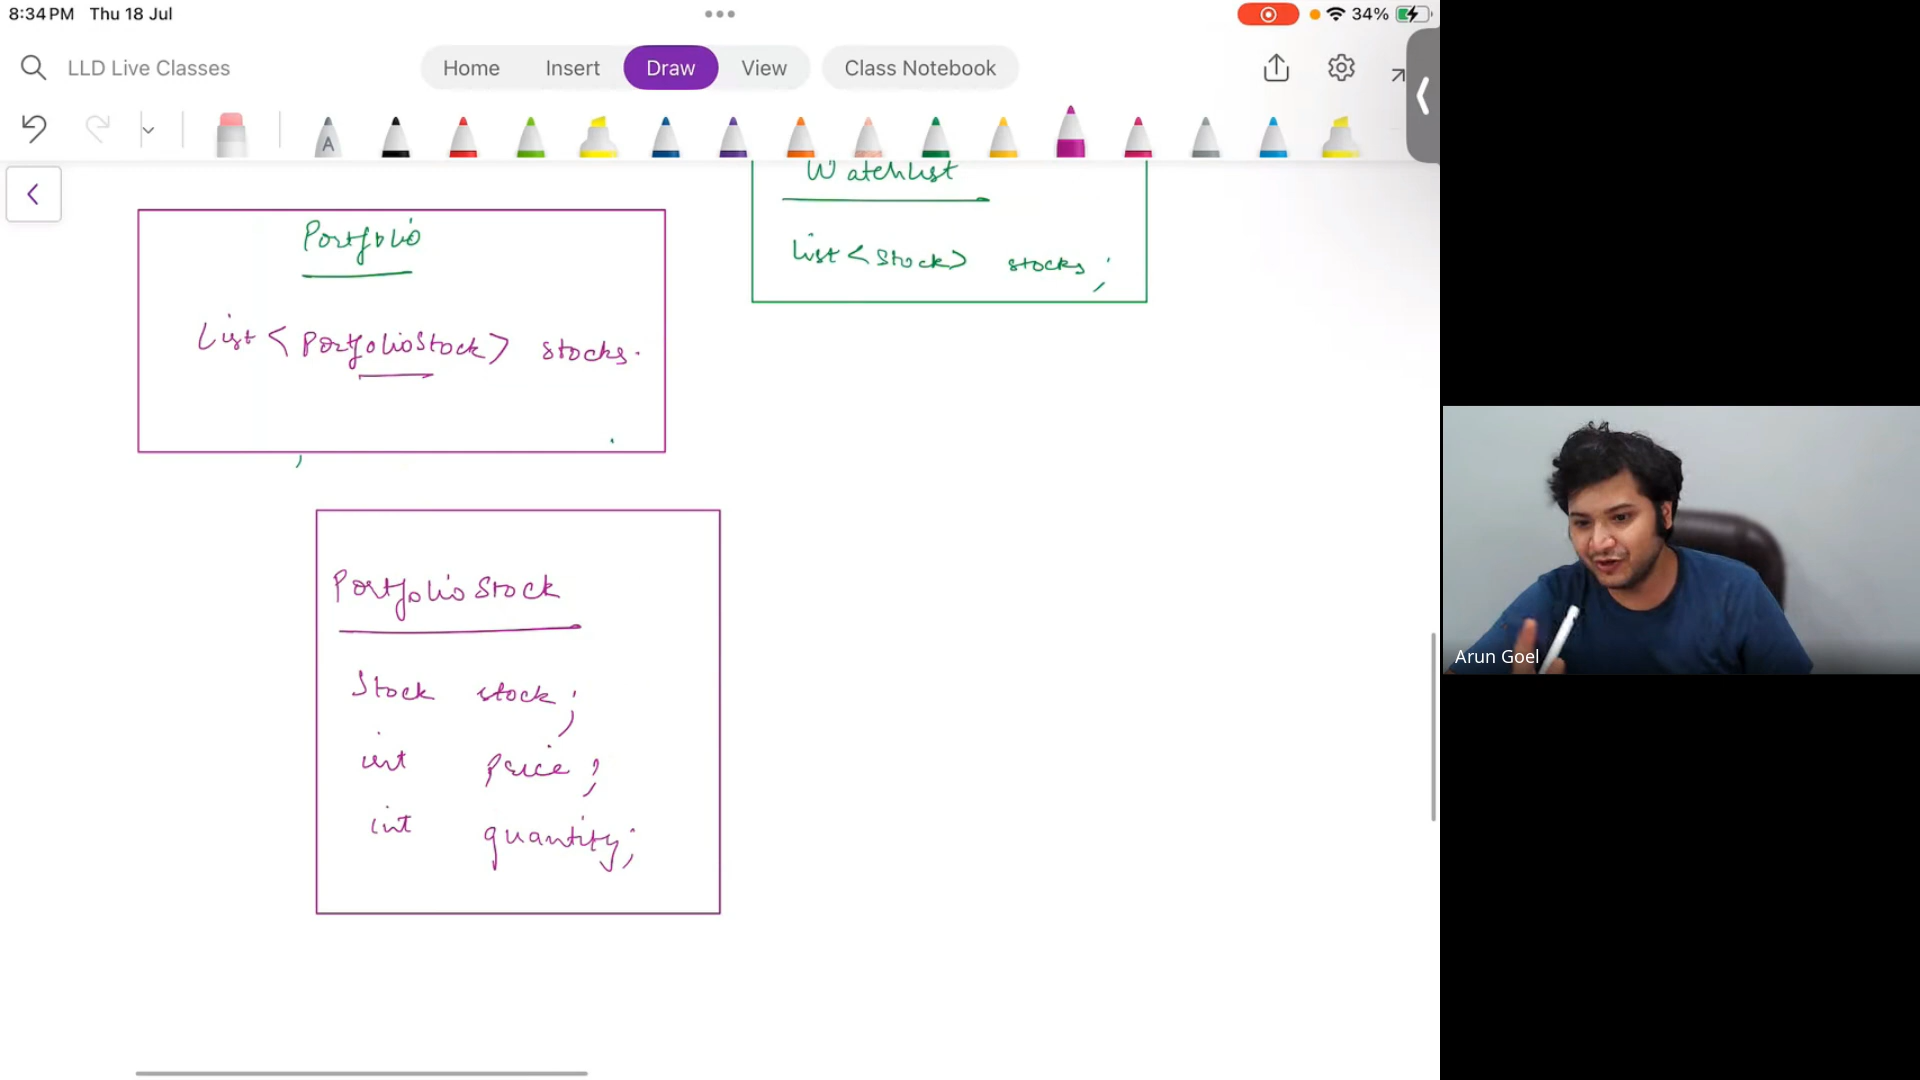 8:34 PM Thu 18 Jul
34%
LLD Live Classes
Home Insert Draw View Class Notebook
A
WatchList
List <Stock> stocks;
Portfolio
List < PortfolioStock> stocks.
PortfolioStock
Stock stock;
int price;
int quantity;
Arun Goel